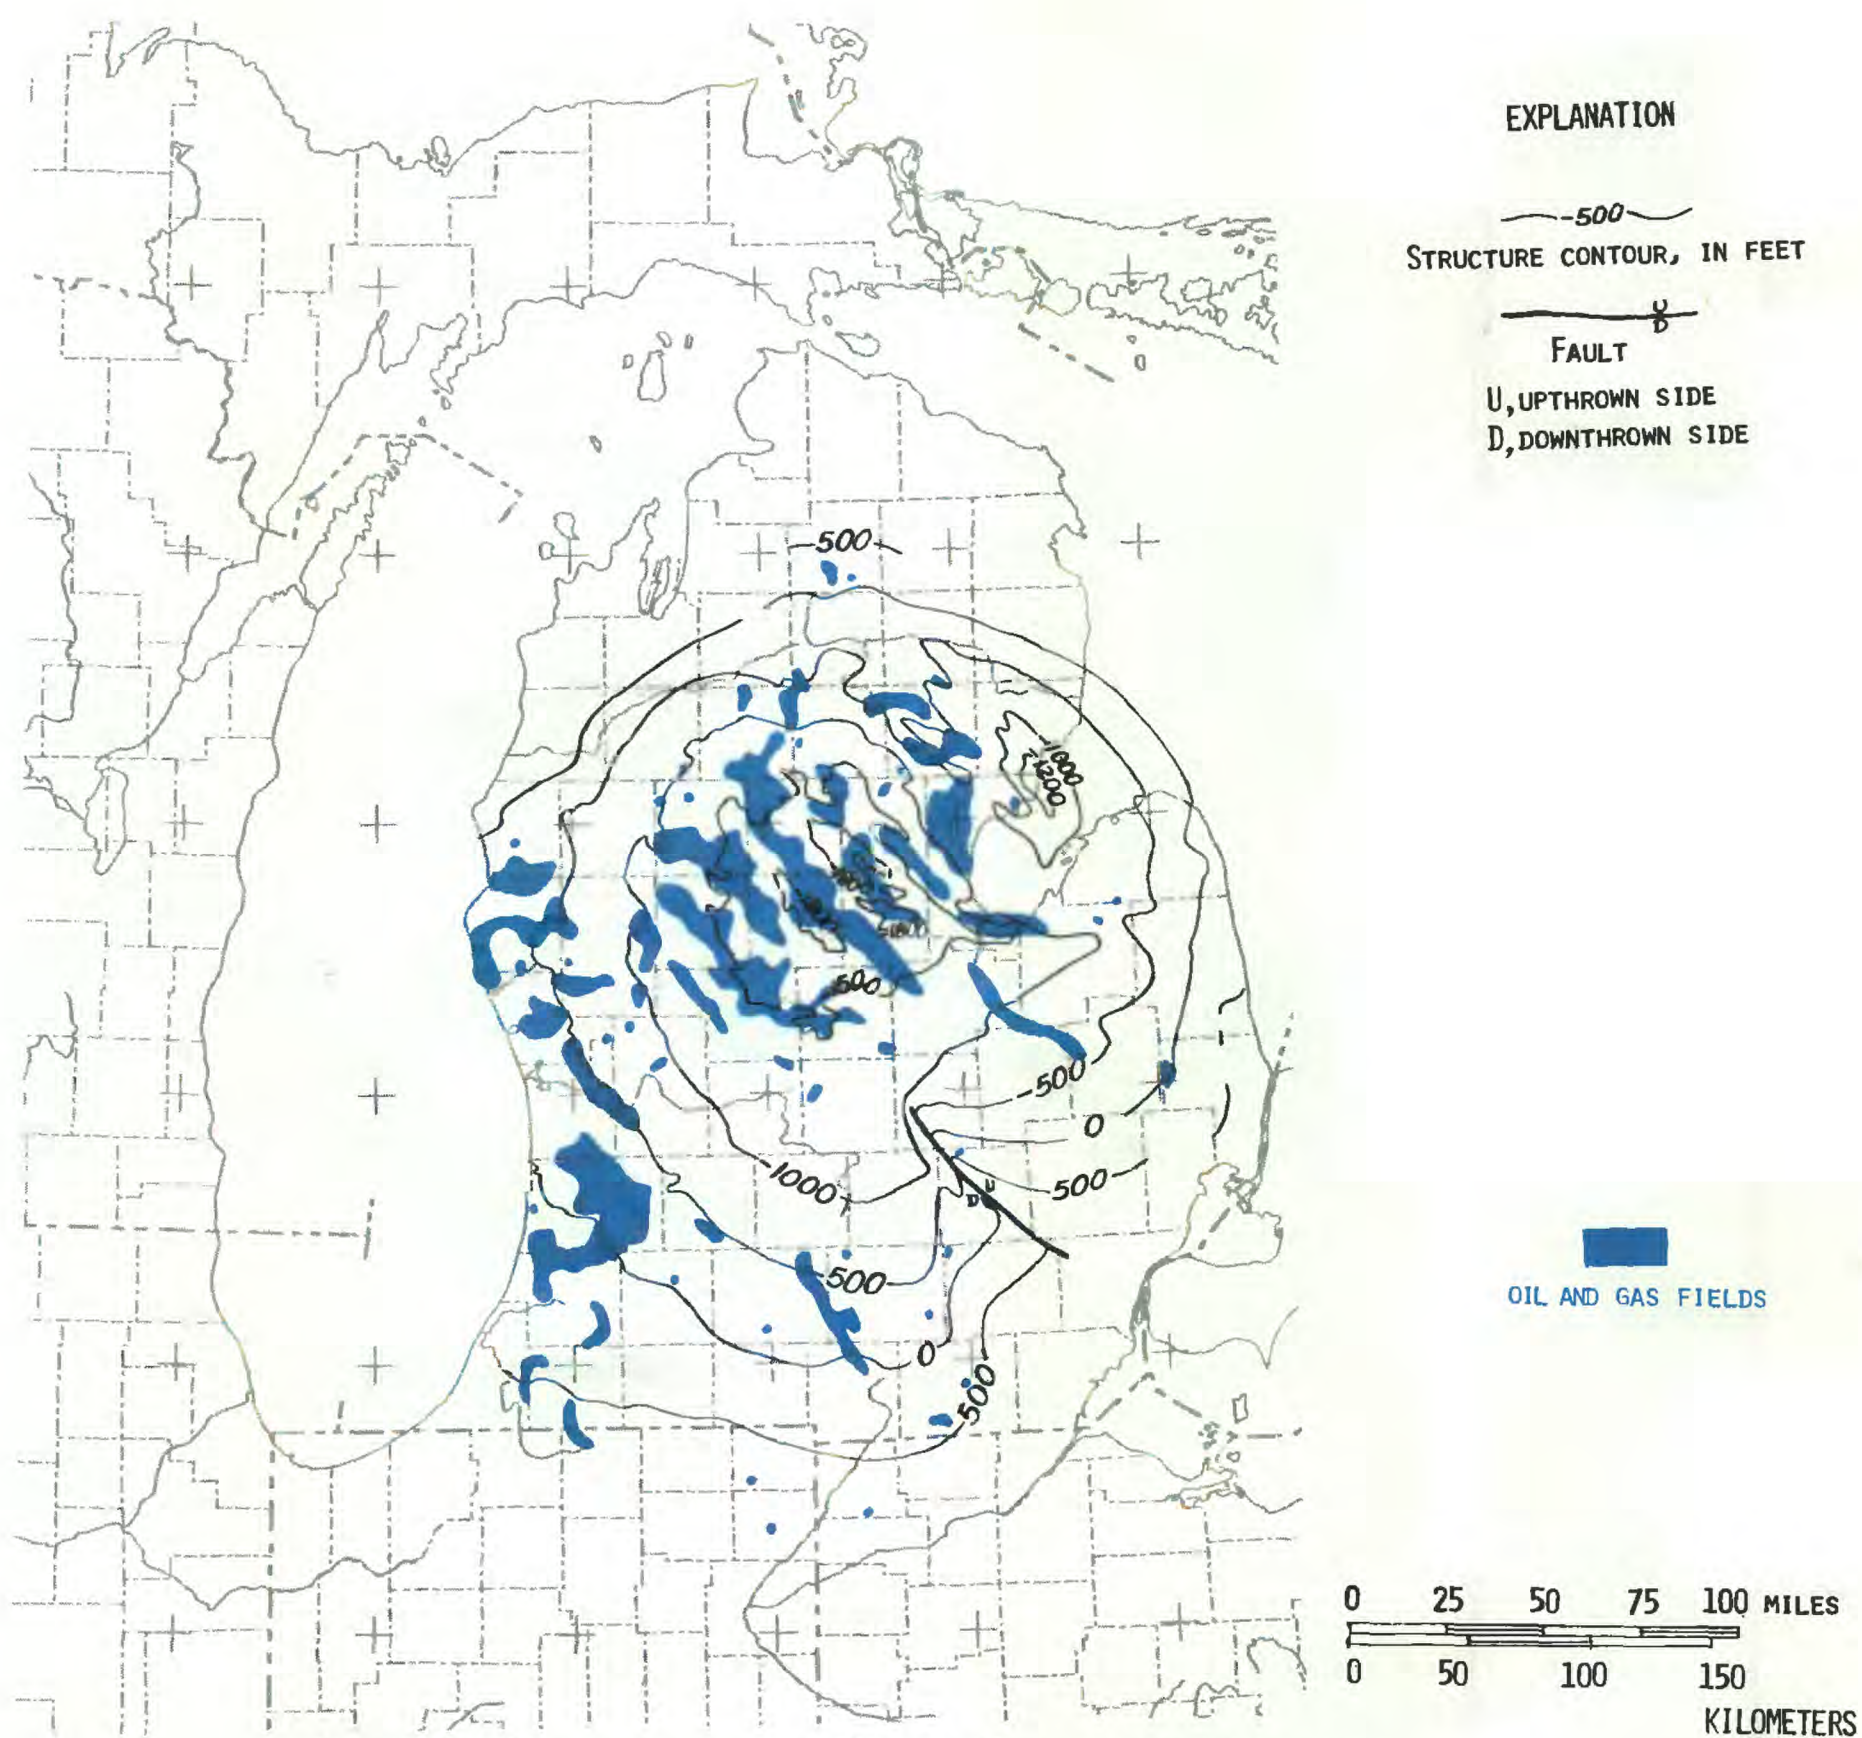 EXPLANATION
-500
STRUCTURE CONTOUR, IN FEET
U
D
FAULT
U, UPTHROWN SIDE
D, DOWNTHROWN SIDE
-500
-1000
-1200
500
-500
0
-1000
500
U
D
-500
0
500
OIL AND GAS FIELDS
0 25 50 75 100 MILES
0 50 100 150
KILOMETERS